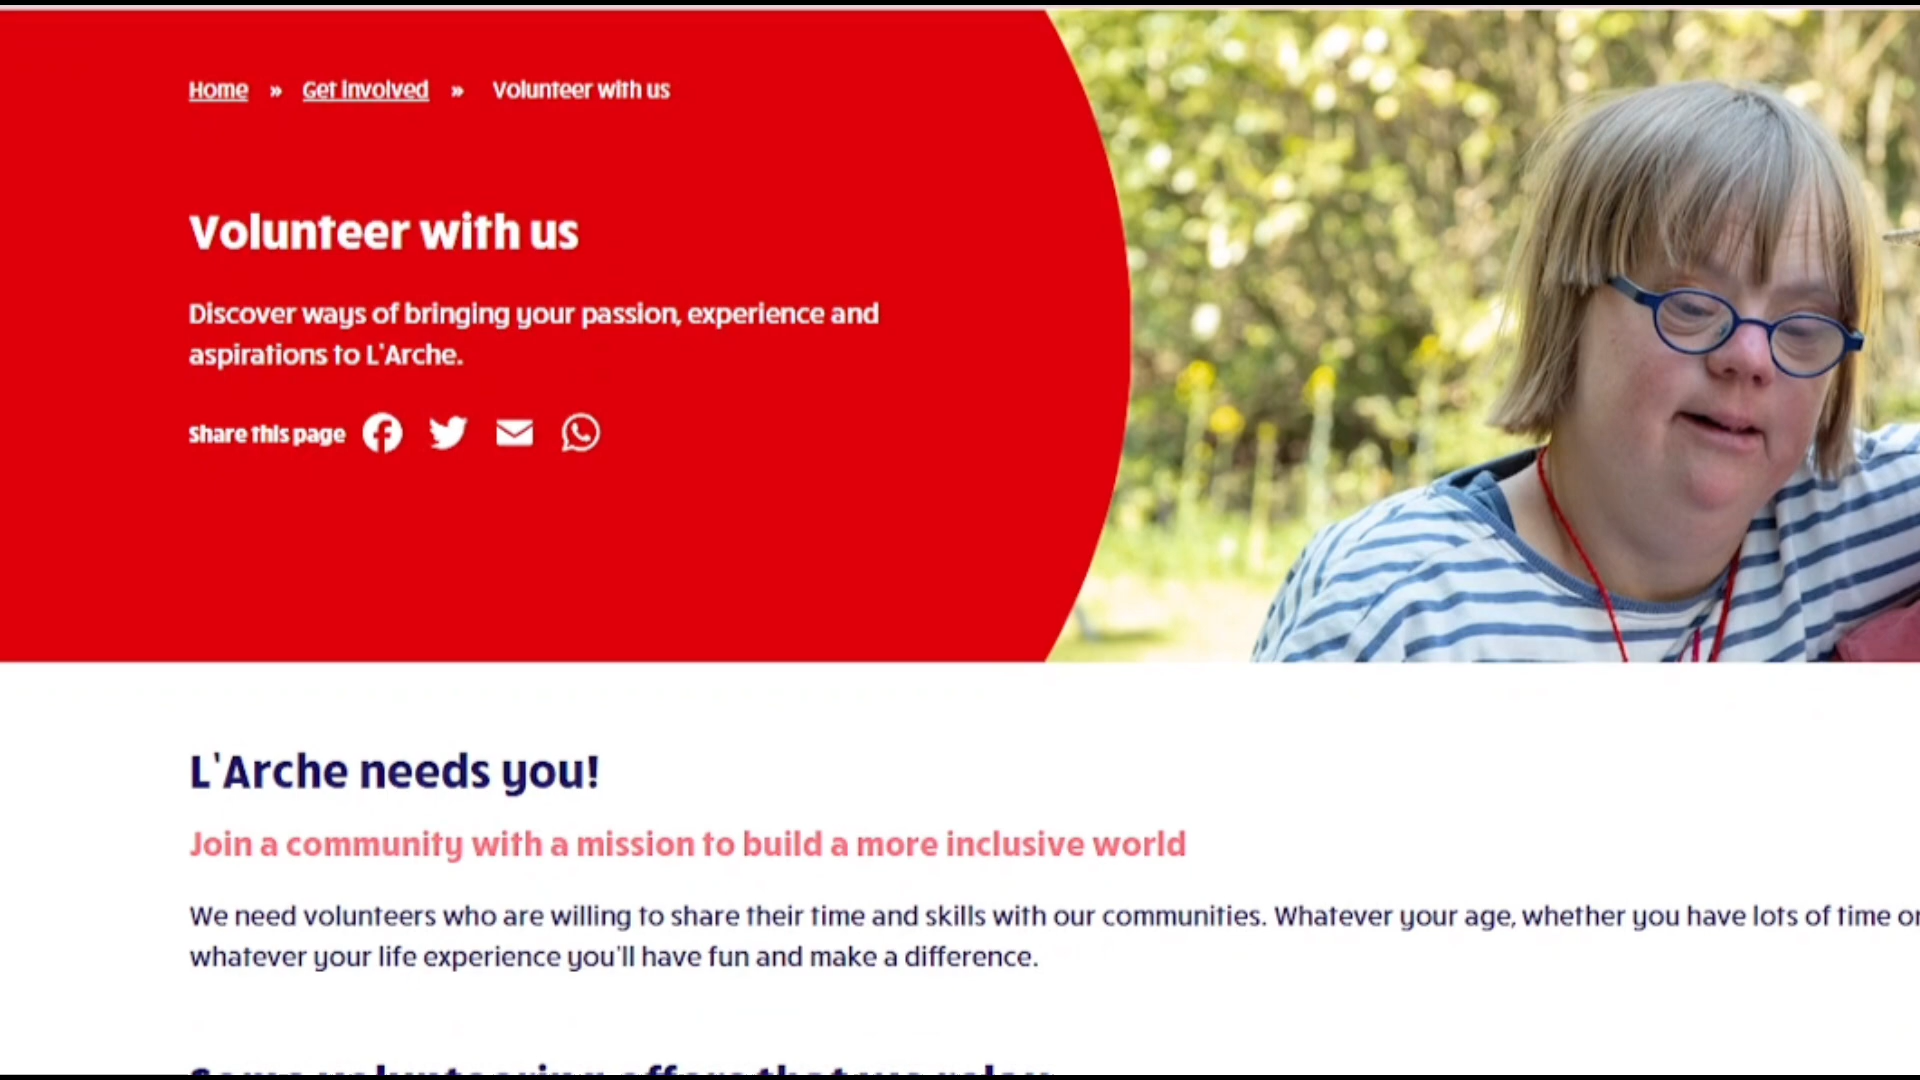 Home » Get involved » Volunteer with us
Volunteer with us
Discover ways of bringing your passion, experience and
aspirations to L'Arche.
Share this page
L'Arche needs you!
Join a community with a mission to build a more inclusive world
We need volunteers who are willing to share their time and skills with our communities. Whatever your age, whether you have lots of time or
whatever your life experience you'll have fun and make a difference.